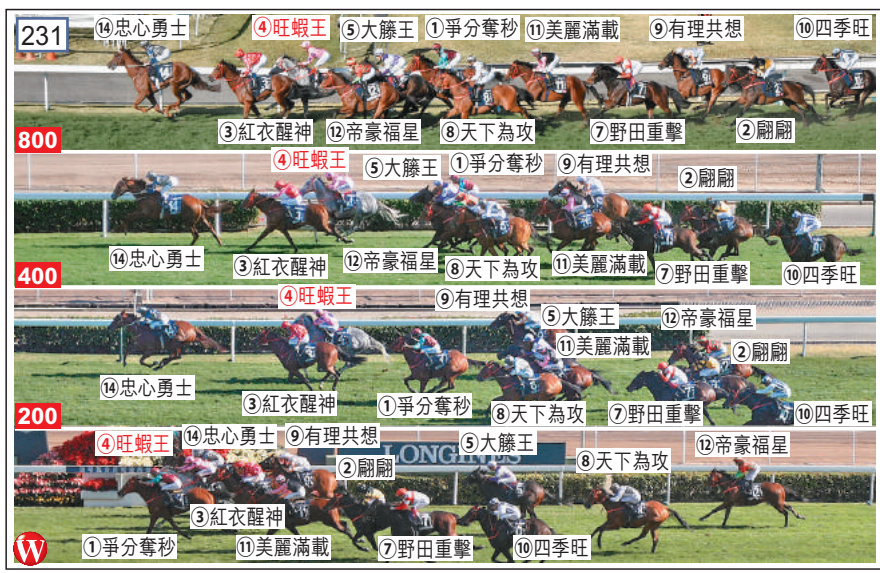 231
⑭忠心勇士 ④旺蝦王 ⑤大籐王 ①爭分奪秒 ⑪美麗滿載 ⑨有理共想 ⑩四季旺
800 ③紅衣醒神 ⑫帝豪福星 ⑧天下為攻 ⑦野田重擊 ②翩翩
④旺蝦王 ⑤大籐王 ①爭分奪秒 ⑨有理共想 ②翩翩
400 ⑭忠心勇士 ③紅衣醒神 ⑫帝豪福星 ⑧天下為攻 ⑪美麗滿載 ⑦野田重擊 ⑩四季旺
④旺蝦王 ⑨有理共想 ⑤大籐王 ⑫帝豪福星
⑪美麗滿載 ②翩翩
⑭忠心勇士
200 ③紅衣醒神 ①爭分奪秒 ⑧天下為攻 ⑦野田重擊 ⑩四季旺
④旺蝦王 ⑭忠心勇士 ⑨有理共想 ⑤大籐王 ⑫帝豪福星
LONGINES
②翩翩 ⑧天下為攻
③紅衣醒神
W ①爭分奪秒 ⑪美麗滿載 ⑦野田重擊 ⑩四季旺